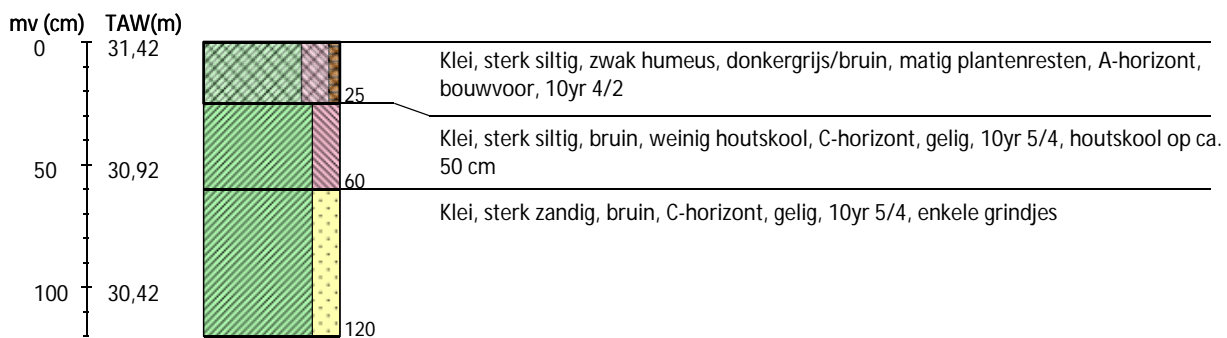 mv (cm) TAW(m)
0 31,42
Klei, sterk siltig, zwak humeus, donkergrijs/bruin, matig plantenresten, A-horizont,
bouwvoor, 10yr 4/2
25
Klei, sterk siltig, bruin, weinig houtskool, C-horizont, gelig, 10yr 5/4, houtskool op ca.
50 cm
50 30,92
60
Klei, sterk zandig, bruin, C-horizont, gelig, 10yr 5/4, enkele grindjes
100 30,42
120